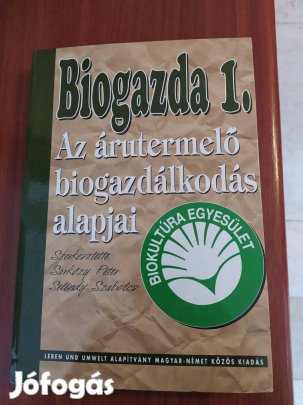 Biogazda 1.
Az árutermelő
biogazdálkodás
alapjai
Szerkesztette:
Sárközy Péter
Seléndy Szabolcs
BIOKULTÚRA EGYESÜLET
LEBEN UND UMWELT ALAPÍTVÁNY MAGYAR-NÉMET KÖZÖS KIADÁS
Jófogás